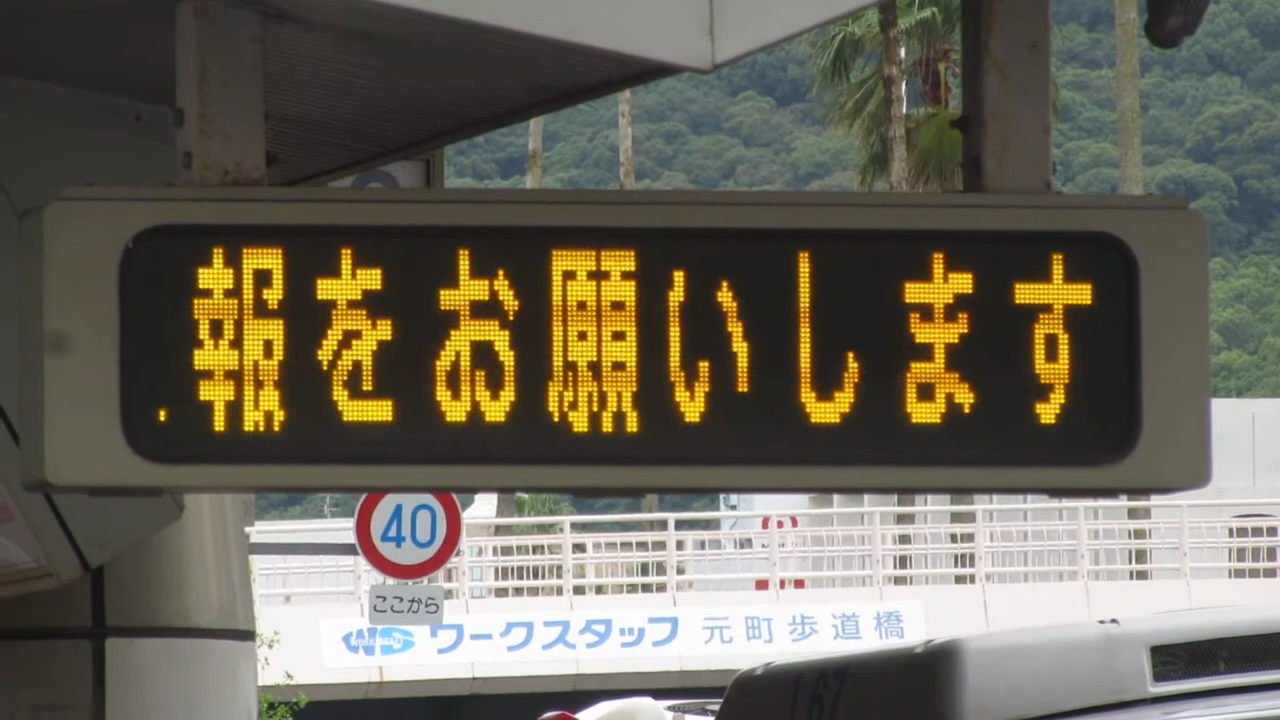 報をお願いします
40
ここから
ワークスタッフ 元町歩道橋